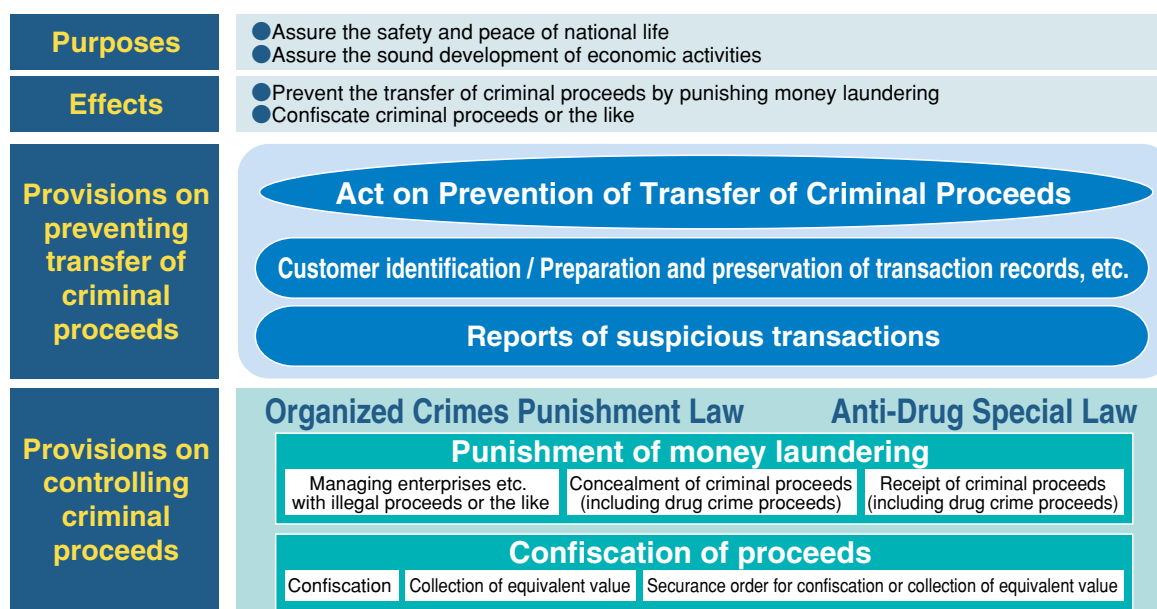 Purposes
●Assure the safety and peace of national life
●Assure the sound development of economic activities
Effects
●Prevent the transfer of criminal proceeds by punishing money laundering
●Confiscate criminal proceeds or the like
Provisions on
preventing
transfer of
criminal
proceeds
Act on Prevention of Transfer of Criminal Proceeds
Customer identification / Preparation and preservation of transaction records, etc.
Reports of suspicious transactions
Provisions on
controlling
criminal
proceeds
Organized Crimes Punishment Law
Anti-Drug Special Law
Punishment of money laundering
Managing enterprises etc.
with illegal proceeds or the like
Concealment of criminal proceeds
(including drug crime proceeds)
Receipt of criminal proceeds
(including drug crime proceeds)
Confiscation of proceeds
Confiscation
Collection of equivalent value
Securance order for confiscation or collection of equivalent value